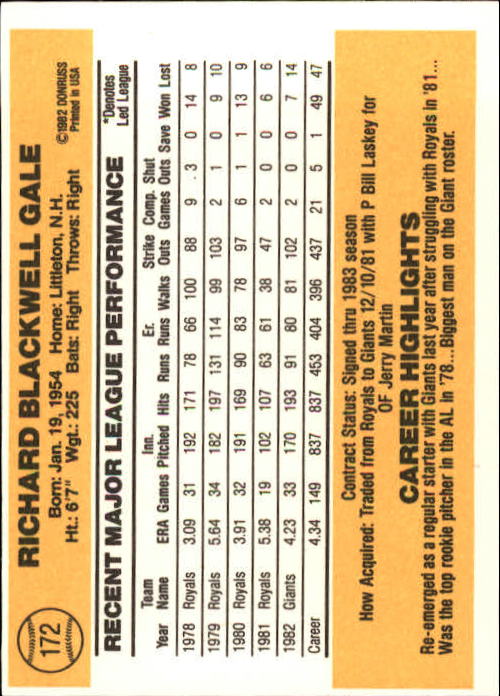 172
RICHARD BLACKWELL GALE
©1982 DONRUSS
Printed in USA
Born: Jan. 19, 1954 Home: Littleton, N.H.
Ht.: 6'7" Wgt.: 225 Bats: Right Throws: Right
RECENT MAJOR LEAGUE PERFORMANCE
*Denotes
Led League
Team Inn. Er. Strike Comp. Shut
Year Name ERA Games Pitched Hits Runs Runs Walks Outs Games Outs Save Won Lost
1978 Royals 3.09 31 192 171 78 66 100 88 9 .3 0 14 8
1979 Royals 5.64 34 182 197 131 114 99 103 2 1 0 9 10
1980 Royals 3.91 32 191 169 90 83 78 97 6 1 1 13 9
1981 Royals 5.38 19 102 107 63 61 38 47 2 0 0 6 6
1982 Giants 4.23 33 170 193 91 80 81 102 2 0 0 7 14
Career 4.34 149 837 837 453 404 396 437 21 5 1 49 47
Contract Status: Signed thru 1983 season
How Acquired: Traded from Royals to Giants 12/10/81 with P Bill Laskey for
OF Jerry Martin
CAREER HIGHLIGHTS
Re-emerged as a regular starter with Giants last year after struggling with Royals in '81...
Was the top rookie pitcher in the AL in '78... Biggest man on the Giant roster.